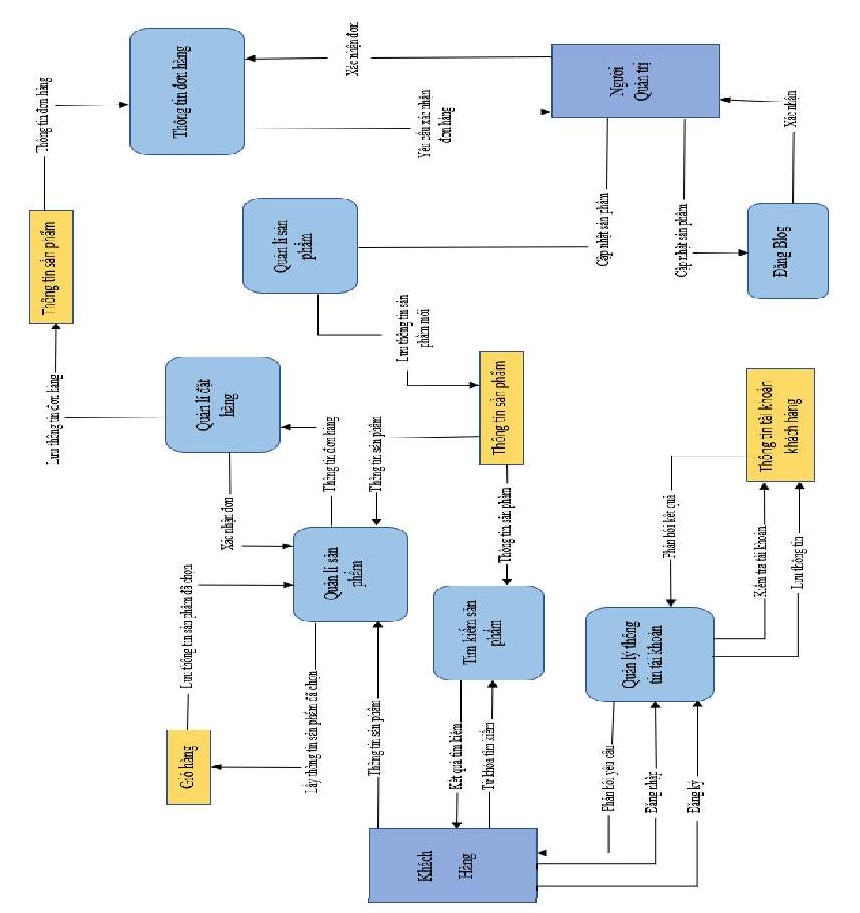 Lưu thông tin đơn hàng
Thông tin sản phẩm
Thông tin đơn hàng
Giỏ hàng
Lưu thông tin sản phẩm đã chọn
Xác nhận đơn
Quản lí đặt
hàng
Thông tin đơn hàng
Lấy thông tin sản phẩm đã chọn
Quản lí sản
phẩm
Thông tin đơn hàng
Quản lí sản
phẩm
Xác nhận đơn
Thông tin sản phẩm
Thông tin sản phẩm
Lưu thông tin sản
phẩm mới
Yêu cầu xác nhận
đơn hàng
Khách
Hàng
Kết quả tìm kiếm
Từ khóa tìm kiếm
Tìm kiếm sản
phẩm
Thông tin sản phẩm
Thông tin sản phẩm
Cập nhật sản phẩm
Người
Quản trị
Phản hồi yêu cầu
Đăng nhập
Đăng ký
Quản lý thông
tin tài khoản
Phản hồi kết quả
Cập nhật sản phẩm
Kiểm tra tài khoản
Lưu thông tin
Thông tin tài khoản
khách hàng
Đăng Blog
Xác nhận